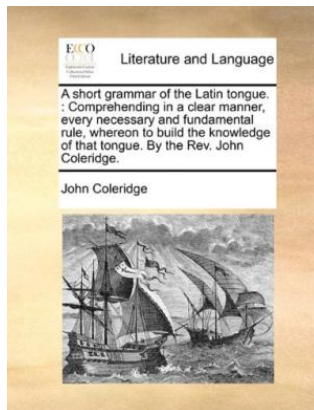 ECCO
Literature and Language
A short grammar of the Latin tongue.
: Comprehending in a clear manner,
every necessary and fundamental
rule, whereon to build the knowledge
of that tongue. By the Rev. John
Coleridge.
John Coleridge